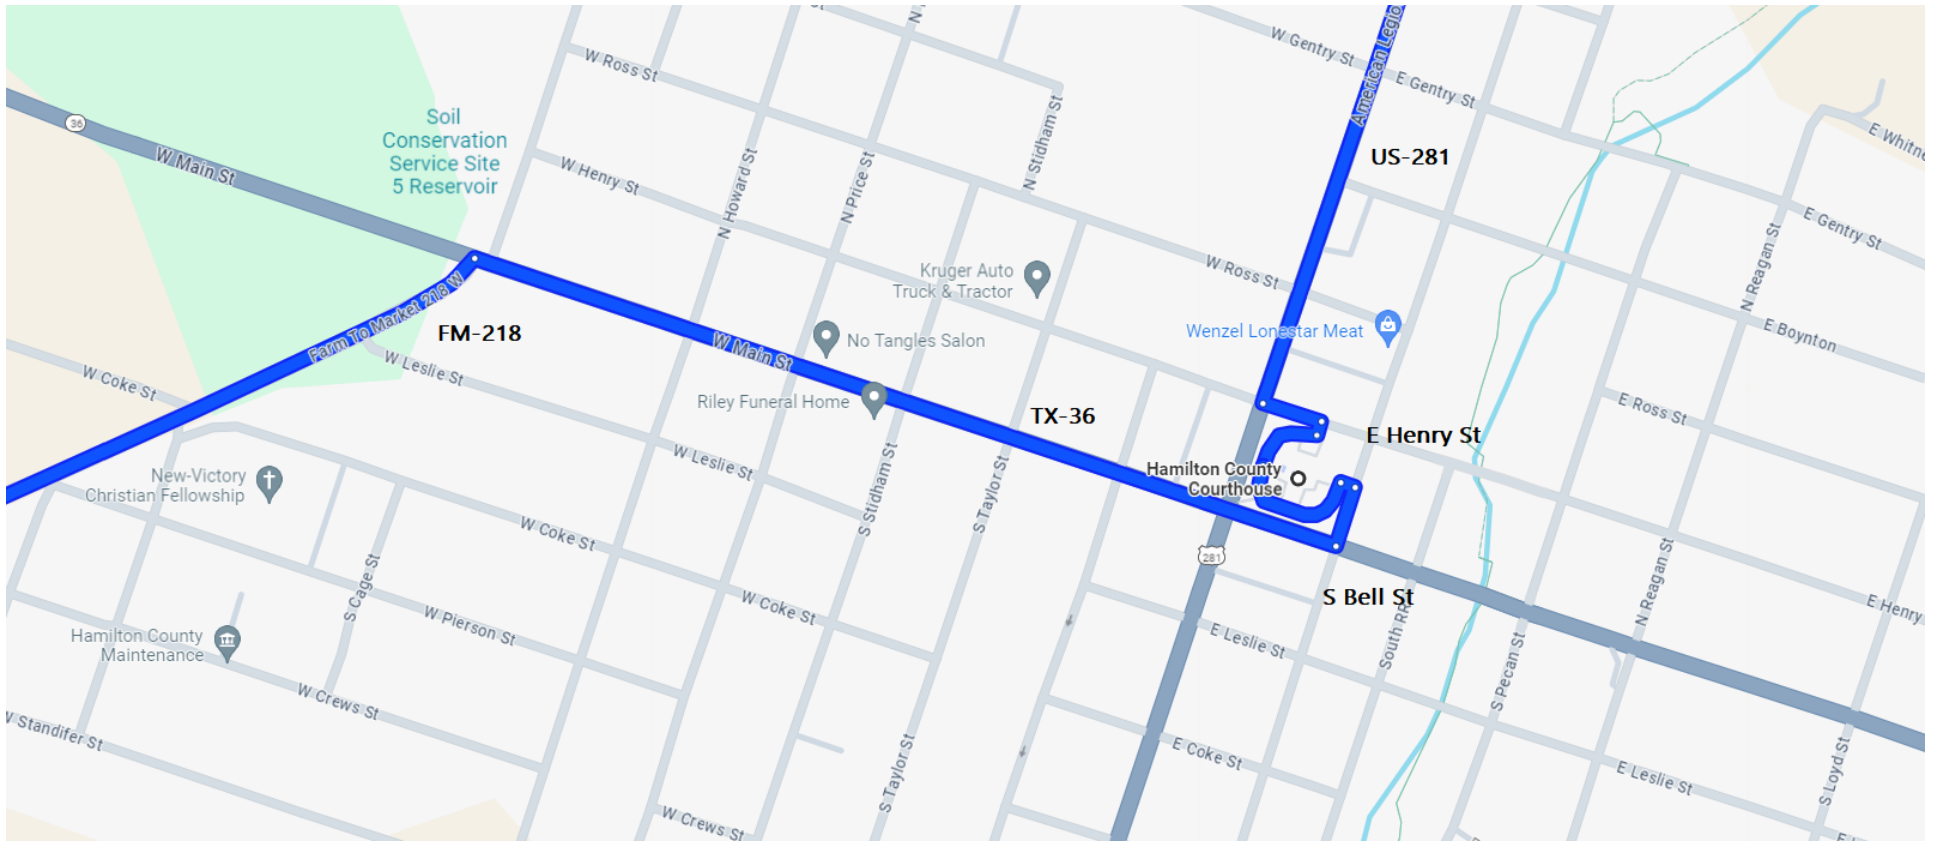 W Gentry St
E Gentry St
American Legio
W Ross St
N Stidham St
36
Soil
Conservation
Service Site
5 Reservoir
W Main St
W Henry St
N Howard St
N Price St
US-281
E Whitne
E Gentry St
N Reagan St
Kruger Auto
Truck & Tractor
W Ross St
Farm To Market 218 W
FM-218
No Tangles Salon
Wenzel Lonestar Meat
E Boynton
W Main St
W Leslie St
W Coke St
Riley Funeral Home
TX-36
E Ross St
E Henry St
W Leslie St
Hamilton County
Courthouse
New-Victory
Christian Fellowship
S Stidham St
S Taylor St
W Coke St
281
S Cage St
S Bell St
N Reagan St
E Henry
W Coke St
W Pierson St
E Leslie St
South RR
S Pecan St
Hamilton County
Maintenance
W Crews St
W Standifer St
E Coke St
S Taylor St
E Leslie St
S Loyd St
W Crews St